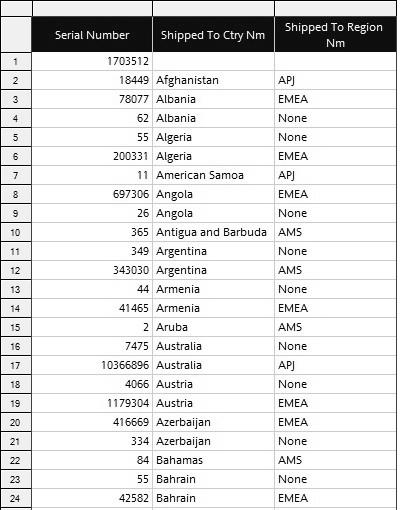 Serial Number Shipped To Ctry Nm Shipped To Region Nm
1 1703512
2 18449 Afghanistan APJ
3 78077 Albania EMEA
4 62 Albania None
5 55 Algeria None
6 200331 Algeria EMEA
7 11 American Samoa APJ
8 697306 Angola EMEA
9 26 Angola None
10 365 Antigua and Barbuda AMS
11 349 Argentina None
12 343030 Argentina AMS
13 44 Armenia None
14 41465 Armenia EMEA
15 2 Aruba AMS
16 7475 Australia None
17 10366896 Australia APJ
18 4066 Austria None
19 1179304 Austria EMEA
20 416669 Azerbaijan EMEA
21 334 Azerbaijan None
22 84 Bahamas AMS
23 55 Bahrain None
24 42582 Bahrain EMEA